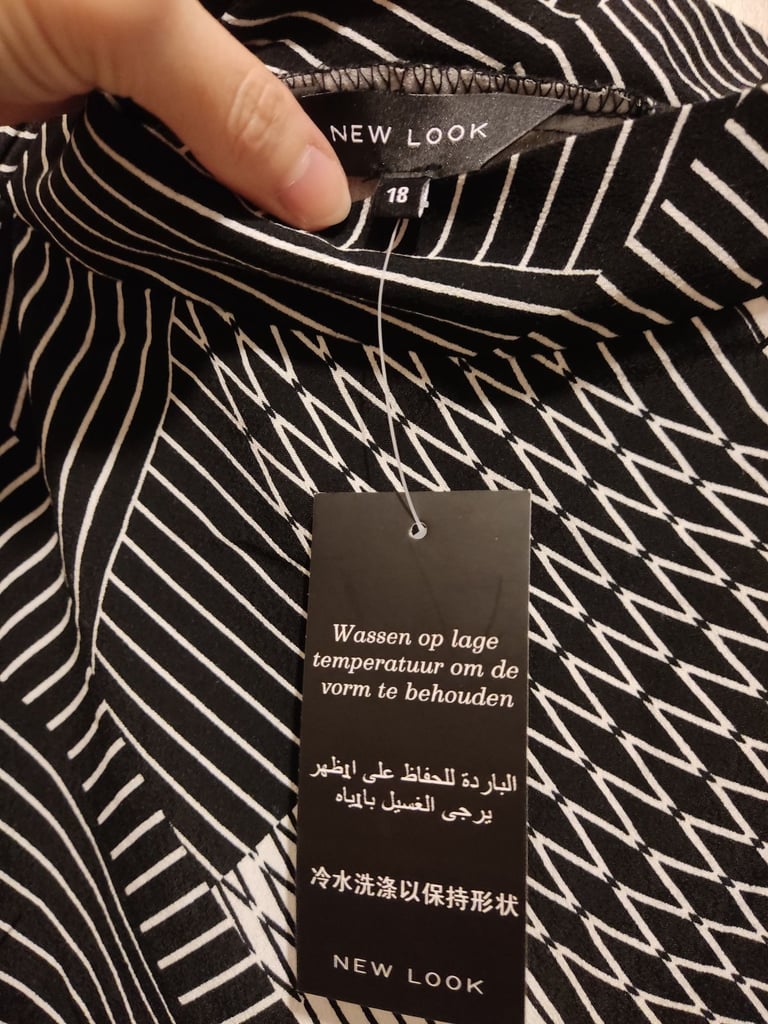 NEW LOOK
18
Wassen op lage
temperatuur om de
vorm te behouden
الباردة للحفاظ على المظهر
يرجى الغسيل بالمياه
冷水洗涤以保持形状
NEW LOOK